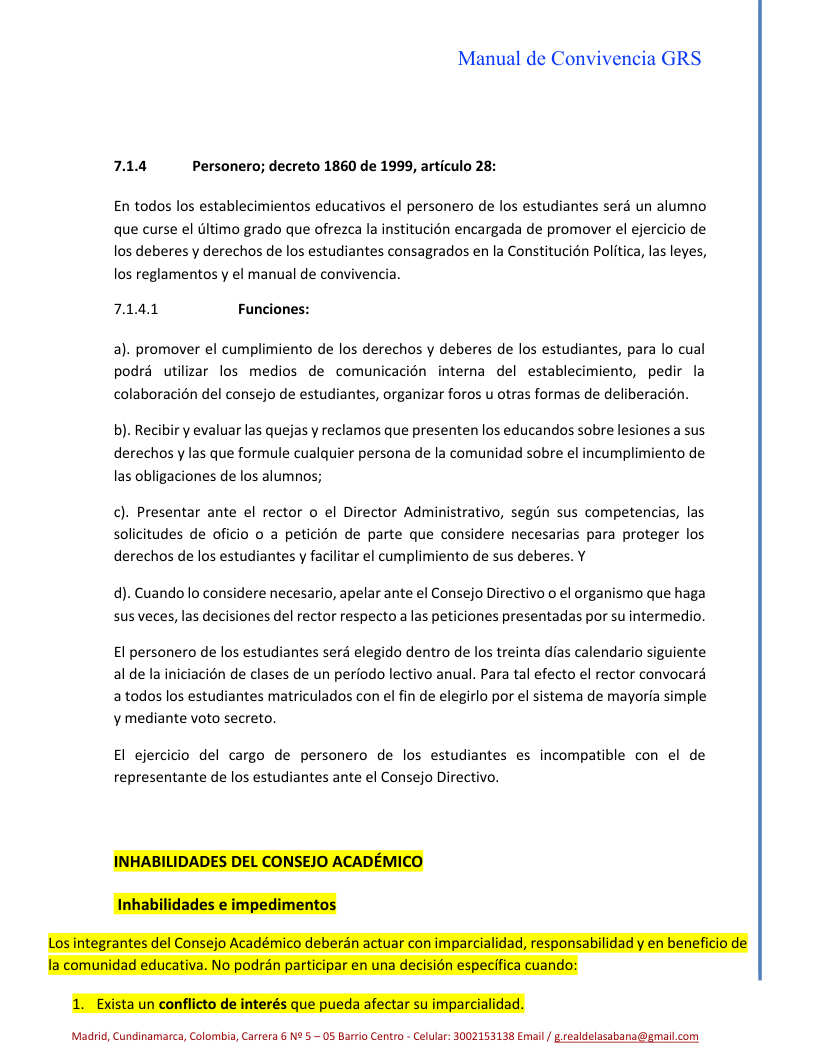 Manual de Convivencia GRS
7.1.4 Personero; decreto 1860 de 1999, artículo 28:
En todos los establecimientos educativos el personero de los estudiantes será un alumno
que curse el último grado que ofrezca la institución encargada de promover el ejercicio de
los deberes y derechos de los estudiantes consagrados en la Constitución Política, las leyes,
los reglamentos y el manual de convivencia.
7.1.4.1 Funciones:
a). promover el cumplimiento de los derechos y deberes de los estudiantes, para lo cual
podrá utilizar los medios de comunicación interna del establecimiento, pedir la
colaboración del consejo de estudiantes, organizar foros u otras formas de deliberación.
b). Recibir y evaluar las quejas y reclamos que presenten los educandos sobre lesiones a sus
derechos y las que formule cualquier persona de la comunidad sobre el incumplimiento de
las obligaciones de los alumnos;
c). Presentar ante el rector o el Director Administrativo, según sus competencias, las
solicitudes de oficio o a petición de parte que considere necesarias para proteger los
derechos de los estudiantes y facilitar el cumplimiento de sus deberes. Y
d). Cuando lo considere necesario, apelar ante el Consejo Directivo o el organismo que haga
sus veces, las decisiones del rector respecto a las peticiones presentadas por su intermedio.
El personero de los estudiantes será elegido dentro de los treinta días calendario siguiente
al de la iniciación de clases de un período lectivo anual. Para tal efecto el rector convocará
a todos los estudiantes matriculados con el fin de elegirlo por el sistema de mayoría simple
y mediante voto secreto.
El ejercicio del cargo de personero de los estudiantes es incompatible con el de
representante de los estudiantes ante el Consejo Directivo.
INHABILIDADES DEL CONSEJO ACADÉMICO
Inhabilidades e impedimentos
Los integrantes del Consejo Académico deberán actuar con imparcialidad, responsabilidad y en beneficio de
la comunidad educativa. No podrán participar en una decisión específica cuando:
1. Exista un conflicto de interés que pueda afectar su imparcialidad.
Madrid, Cundinamarca, Colombia, Carrera 6 Nº 5 – 05 Barrio Centro - Celular: 3002153138 Email / g.realdelasabana@gmail.com